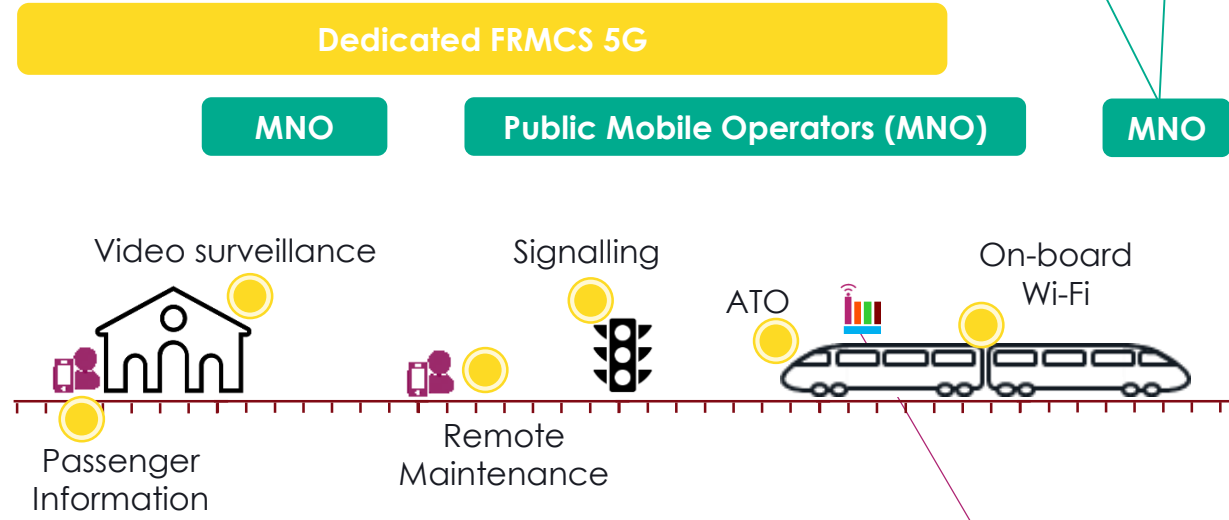 Dedicated FRMCS 5G
MNO
Public Mobile Operators (MNO)
MNO
Video surveillance
Signalling
On-board
Wi-Fi
ATO
Remote
Maintenance
Passenger
Information